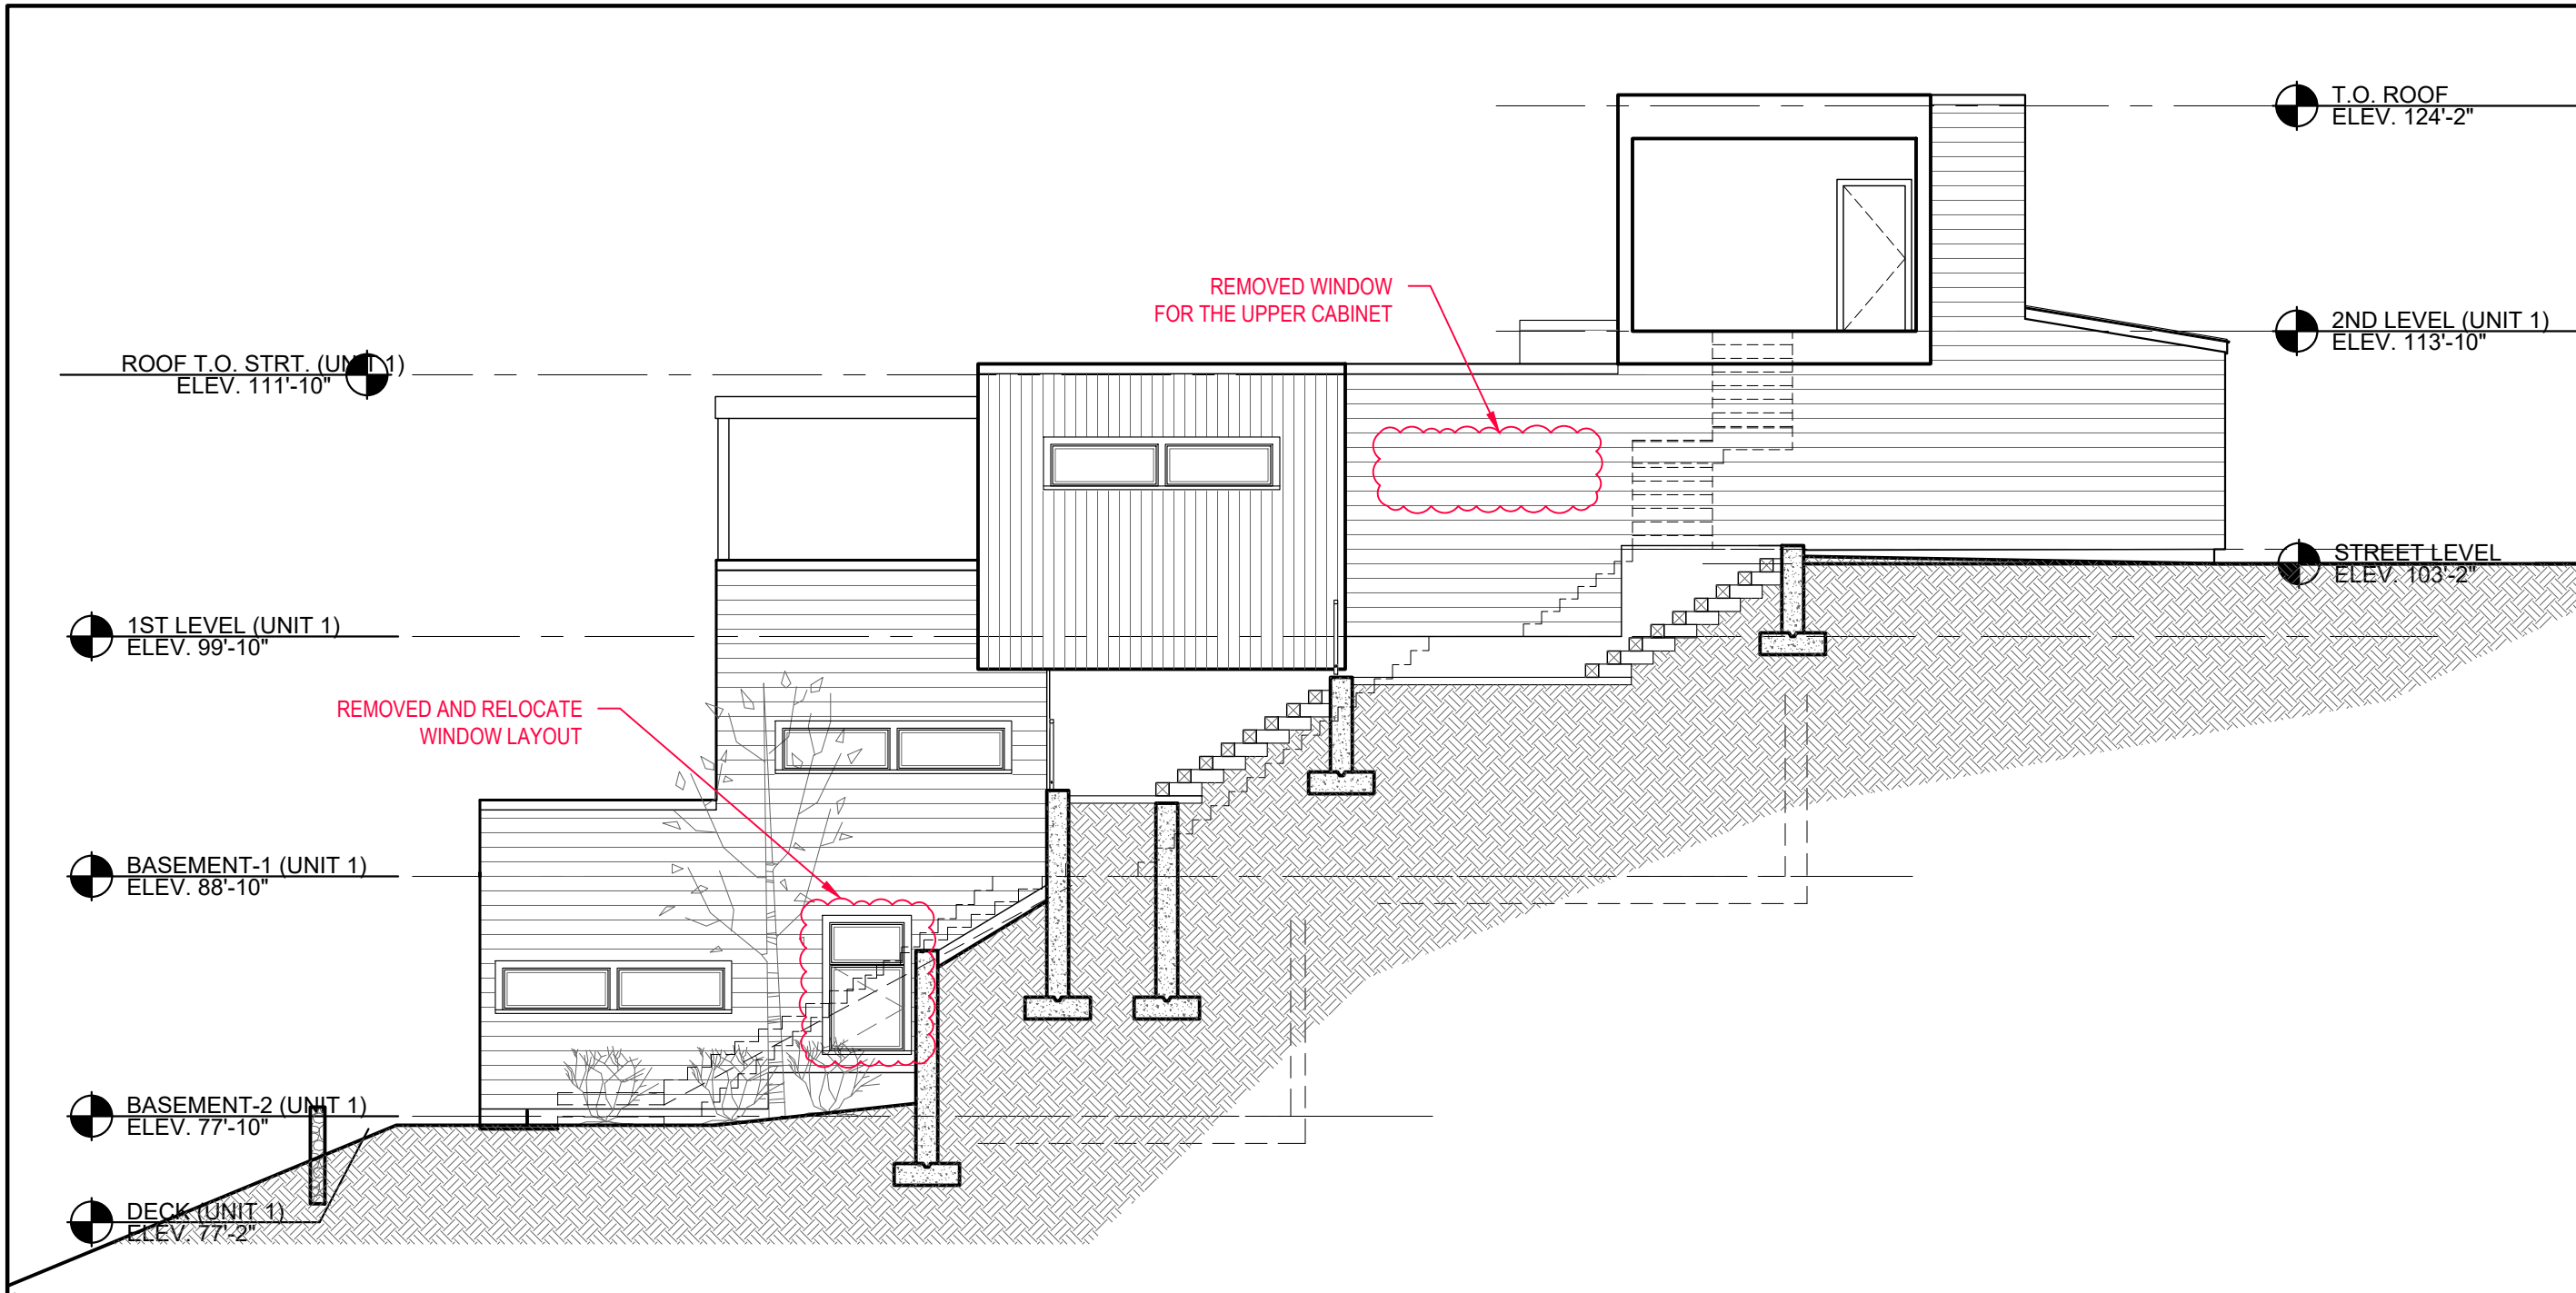 T.O. ROOF
ELEV. 124'-2"
REMOVED WINDOW
FOR THE UPPER CABINET
2ND LEVEL (UNIT 1)
ELEV. 113'-10"
ROOF T.O. STRT. (UNIT 1)
ELEV. 111'-10"
STREET LEVEL
ELEV. 103'-2"
1ST LEVEL (UNIT 1)
ELEV. 99'-10"
REMOVED AND RELOCATE
WINDOW LAYOUT
BASEMENT-1 (UNIT 1)
ELEV. 88'-10"
BASEMENT-2 (UNIT 1)
ELEV. 77'-10"
DECK (UNIT 1)
ELEV. 77'-2"